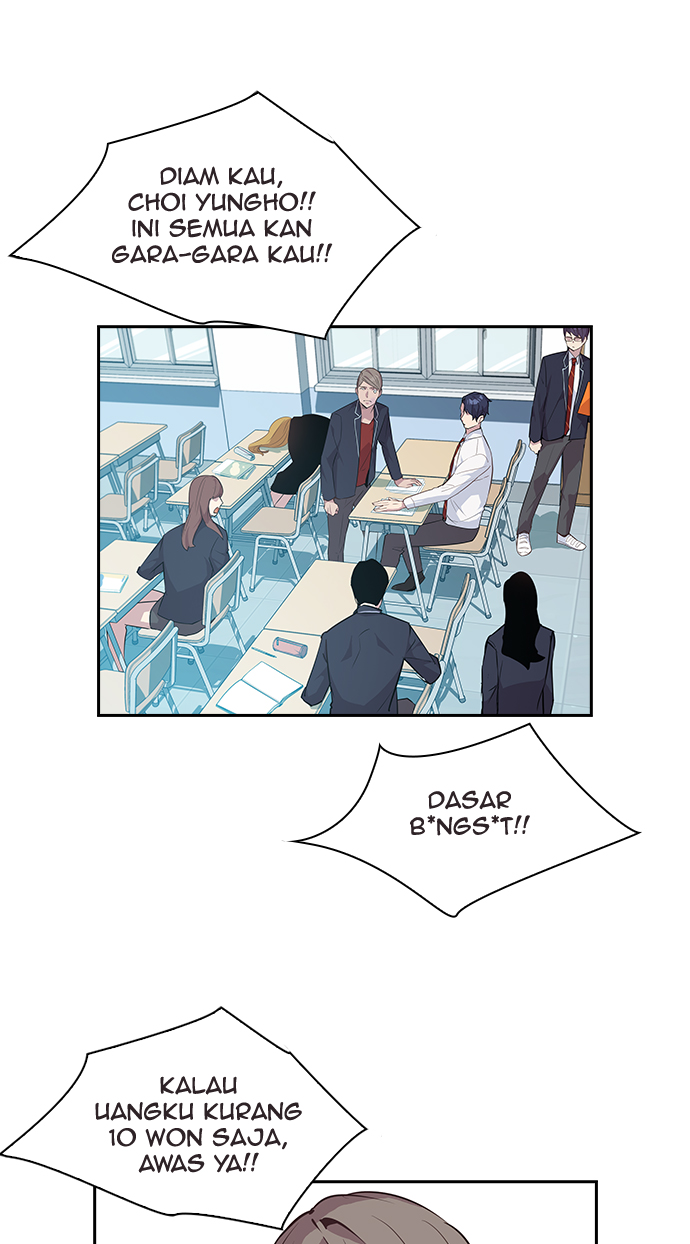 DIAM KAU,
CHOI YUNGHO!!
INI SEMUA KAN
GARA-GARA KAU!!
DASAR
B*NGS*T!!
KALAU
UANGKU KURANG
10 WON SAJA,
AWAS YA!!